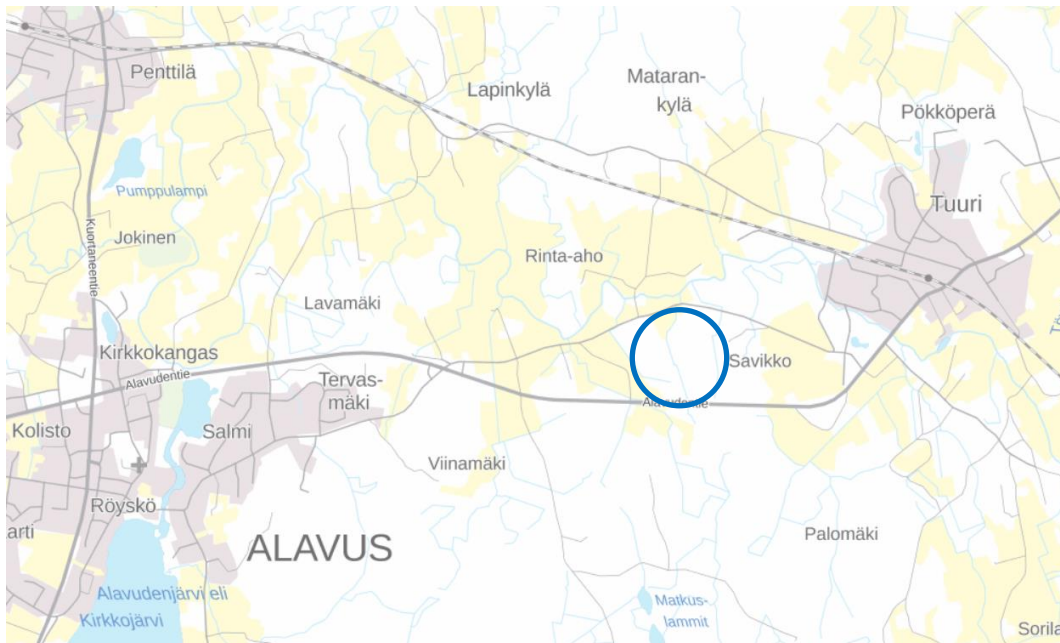 Penttilä
Lapinkylä
Mataran-
kylä
Pökköperä
Pumppulampi
Tuuri
Kuortaneentie
Jokinen
Rinta-aho
Lavamäki
Kirkkokangas
Savikko
Alavudentie
Tervas-
mäki
Alavudentie
Kolisto
Salmi
Viinamäki
Röyskö
arti
Palomäki
ALAVUS
Alavudenjärvi eli
Kirkkojärvi
Matkus-
lammit
Sorila